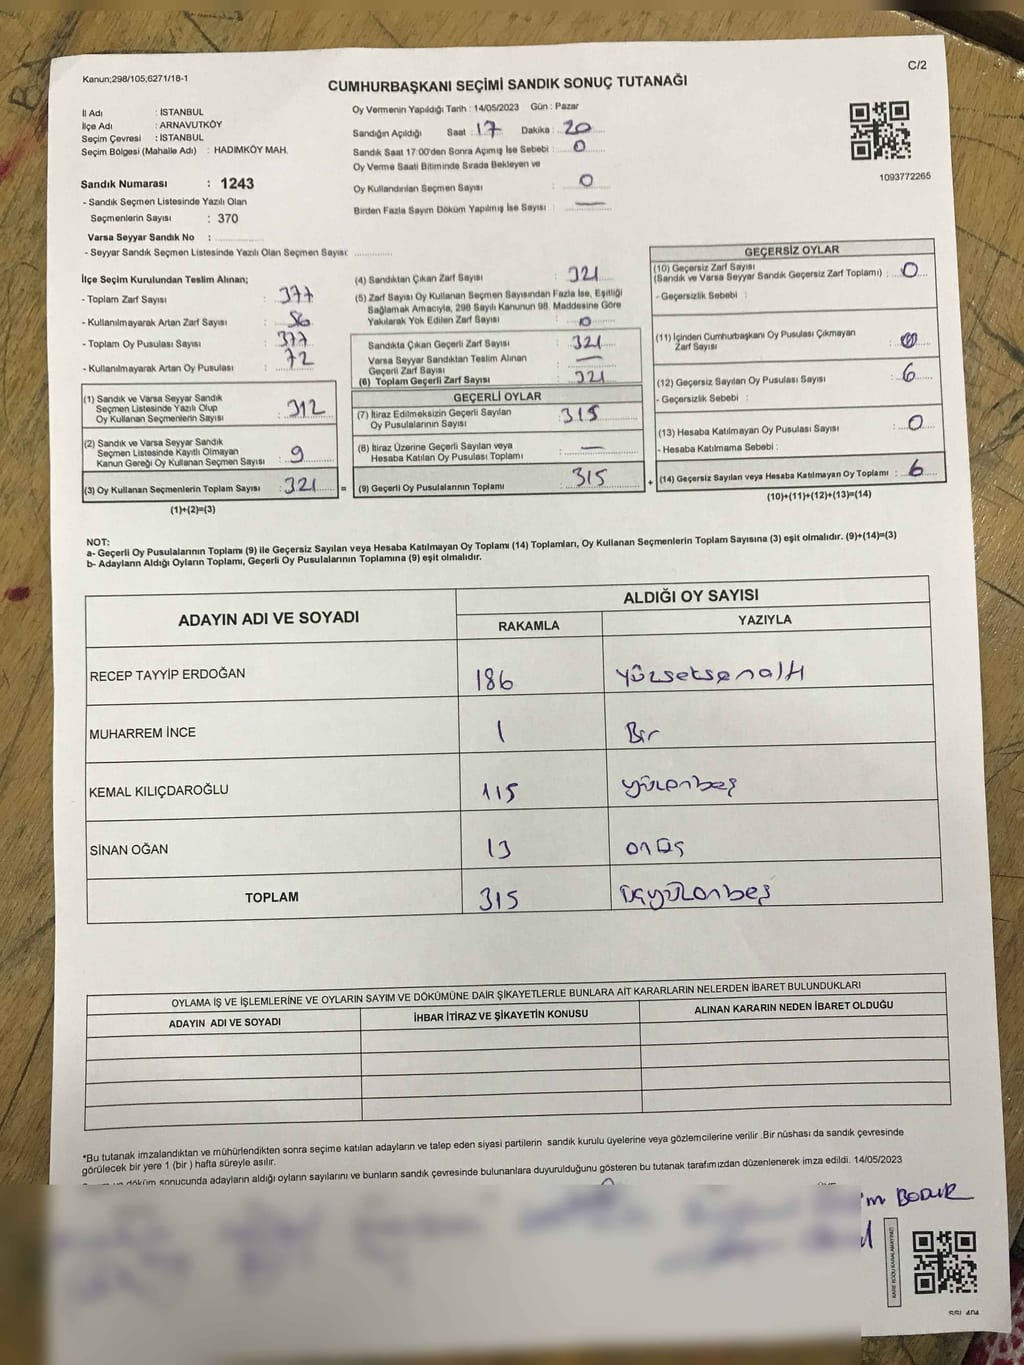 Kanun;298/105,6271/18-1
C/2
CUMHURBAŞKANI SEÇİMİ SANDIK SONUÇ TUTANAĞI
İl Adı : İSTANBUL
İlçe Adı : ARNAVUTKÖY
Seçim Çevresi : İSTANBUL
Seçim Bölgesi (Mahalle Adı) : HADIMKÖY MAH.
Oy Vermenin Yapıldığı Tarih : 14/05/2023 Gün : Pazar
Sandığın Açıldığı Saat : 17 Dakika : 20
Sandık Saat 17:00'den Sonra Açımış İse Sebebi : 0
Oy Verme Saati Bitiminde Sırada Bekleyen ve
Oy Kullandırılan Seçmen Sayısı : 0
Birden Fazla Sayım Döküm Yapılmış İse Sayısı : —
1093772265
Sandık Numarası : 1243
- Sandık Seçmen Listesinde Yazılı Olan
Seçmenlerin Sayısı : 370
Varsa Seyyar Sandık No :
- Seyyar Sandık Seçmen Listesinde Yazılı Olan Seçmen Sayısı:
İlçe Seçim Kurulundan Teslim Alınan;
- Toplam Zarf Sayısı : 377
- Kullanılmayarak Artan Zarf Sayısı : 56
- Toplam Oy Pusulası Sayısı : 377
- Kullanılmayarak Artan Oy Pusulası : 72
(1) Sandık ve Varsa Seyyar Sandık
Seçmen Listesinde Yazılı Olup
Oy Kullanan Seçmenlerin Sayısı : 312
(2) Sandık ve Varsa Seyyar Sandık
Seçmen Listesinde Kayıtlı Olmayan
Kanun Gereği Oy Kullanan Seçmen Sayısı : 9
(3) Oy Kullanan Seçmenlerin Toplam Sayısı : 321 =
(1)+(2)=(3)
(4) Sandıktan Çıkan Zarf Sayısı : 321
(5) Zarf Sayısı Oy Kullanan Seçmen Sayısından Fazla İse, Eşitliği
Sağlamak Amacıyla, 298 Sayılı Kanunun 98. Maddesine Göre
Yakılarak Yok Edilen Zarf Sayısı : 0
Sandıkta Çıkan Geçerli Zarf Sayısı : 321
Varsa Seyyar Sandıktan Teslim Alınan
Geçerli Zarf Sayısı : —
(6) Toplam Geçerli Zarf Sayısı : 321
GEÇERLİ OYLAR
(7) İtiraz Edilmeksizin Geçerli Sayılan
Oy Pusulalarının Sayısı : 315
(8) İtiraz Üzerine Geçerli Sayılan veya
Hesaba Katılan Oy Pusulası Toplamı : —
(9) Geçerli Oy Pusulalarının Toplamı : 315 +
GEÇERSİZ OYLAR
(10) Geçersiz Zarf Sayısı
(Sandık ve Varsa Seyyar Sandık Geçersiz Zarf Toplamı) : 0
- Geçersizlik Sebebi :
(11) İçinden Cumhurbaşkanı Oy Pusulası Çıkmayan
Zarf Sayısı : 0
(12) Geçersiz Sayılan Oy Pusulası Sayısı : 6
- Geçersizlik Sebebi :
(13) Hesaba Katılmayan Oy Pusulası Sayısı : 0
- Hesaba Katılmama Sebebi :
(14) Geçersiz Sayılan veya Hesaba Katılmayan Oy Toplamı : 6
(10)+(11)+(12)+(13)=(14)
NOT:
a- Geçerli Oy Pusulalarının Toplamı (9) ile Geçersiz Sayılan veya Hesaba Katılmayan Oy Toplamı (14) Toplamları, Oy Kullanan Seçmenlerin Toplam Sayısına (3) eşit olmalıdır. (9)+(14)=(3)
b- Adayların Aldığı Oyların Toplamı, Geçerli Oy Pusulalarının Toplamına (9) eşit olmalıdır.
ADAYIN ADI VE SOYADI ALDIĞI OY SAYISI
RAKAMLA YAZIYLA
RECEP TAYYİP ERDOĞAN 186 Yüzseksenaltı
MUHARREM İNCE 1 Bir
KEMAL KILIÇDAROĞLU 115 yüzonbeş
SİNAN OĞAN 13 onüç
TOPLAM 315 üçyüzonbeş
OYLAMA İŞ VE İŞLEMLERİNE VE OYLARIN SAYIM VE DÖKÜMÜNE DAİR ŞİKAYETLERLE BUNLARA AİT KARARLARIN NELERDEN İBARET BULUNDUKLARI
ADAYIN ADI VE SOYADI İHBAR İTİRAZ VE ŞİKAYETİN KONUSU ALINAN KARARIN NEDEN İBARET OLDUĞU
*Bu tutanak imzalandıktan ve mühürlendikten sonra seçime katılan adayların ve talep eden siyasi partilerin sandık kurulu üyelerine veya gözlemcilerine verilir .Bir nüshası da sandık çevresinde
görülecek bir yere 1 (bir ) hafta süreyle asılır.
döküm sonucunda adayların aldığı oyların sayılarını ve bunların sandık çevresinde bulunanlara duyurulduğunu gösteren bu tutanak tarafımızdan düzenlenerek imza edildi. 14/05/2023
BODUR